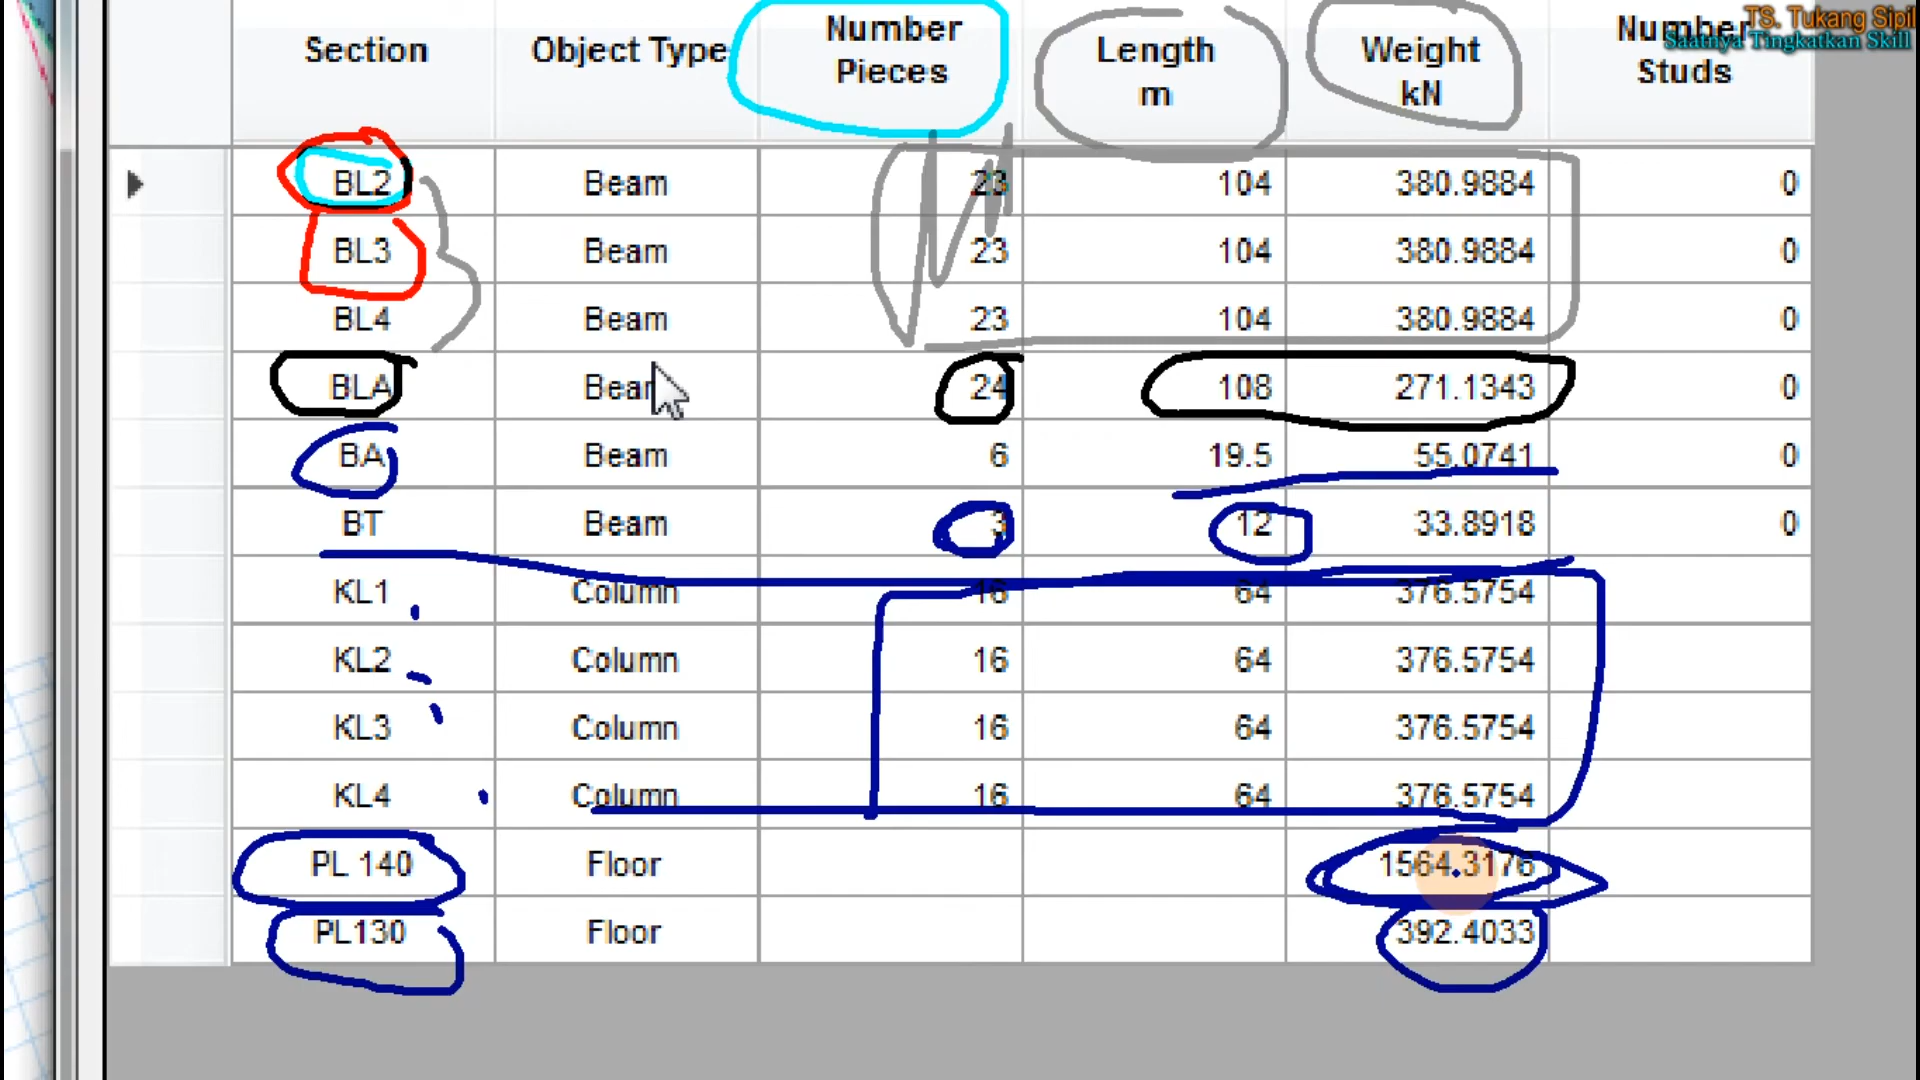 TS. Tukang Sipil
Saatnya Tingkatkan Skill
Section Object Type Number Pieces Length m Weight kN Number Studs
BL2 Beam 23 104 380.9884 0
BL3 Beam 23 104 380.9884 0
BL4 Beam 23 104 380.9884 0
BLA Beam 24 108 271.1343 0
BA Beam 6 19.5 55.0741 0
BT Beam 3 12 33.8918 0
KL1 Column 16 64 376.5754
KL2 Column 16 64 376.5754
KL3 Column 16 64 376.5754
KL4 Column 16 64 376.5754
PL 140 Floor 1564.3176
PL130 Floor 392.4033